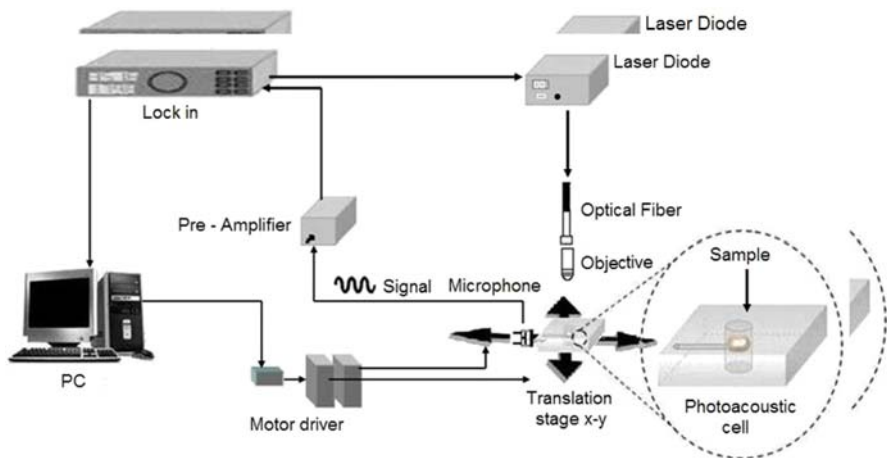 Laser Diode
Laser Diode
Lock in
Optical Fiber
Pre - Amplifier
Objective
Sample
Signal
Microphone
PC
Motor driver
Translation
stage x-y
Photoacoustic
cell